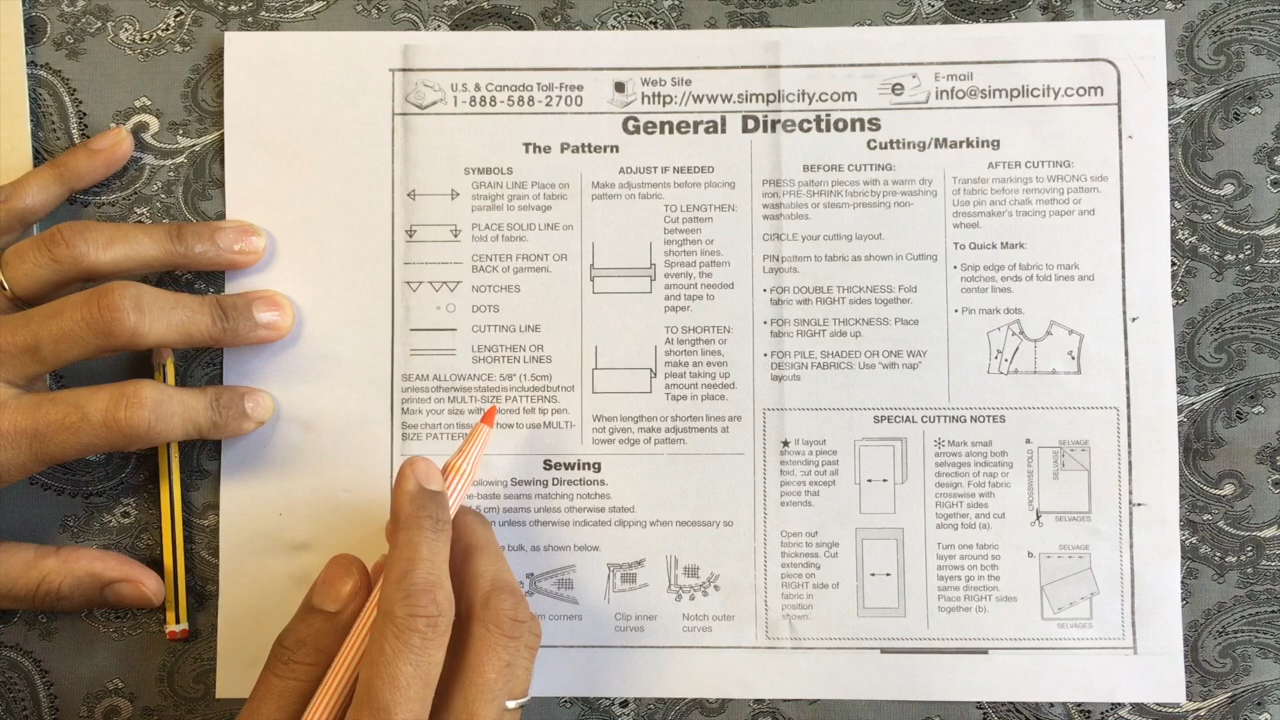 U.S. & Canada Toll-Free
1-888-588-2700
Web Site
http://www.simplicity.com
E-mail
info@simplicity.com
General Directions
The Pattern
SYMBOLS
GRAIN LINE Place on
straight grain of fabric
parallel to selvage
PLACE SOLID LINE on
fold of fabric.
CENTER FRONT OR
BACK of garment.
NOTCHES
DOTS
CUTTING LINE
LENGTHEN OR
SHORTEN LINES
SEAM ALLOWANCE: 5/8" (1.5cm)
unless otherwise stated is included but not
printed on MULTI-SIZE PATTERNS.
Mark your size with colored felt tip pen.
See chart on how to use MULTI-
SIZE
ADJUST IF NEEDED
Make adjustments before placing
pattern on fabric.
TO LENGTHEN:
Cut pattern
between
lengthen or
shorten lines.
Spread pattern
evenly, the
amount needed
and tape to
paper.
TO SHORTEN:
At lengthen or
shorten lines,
make an even
pleat taking up
amount needed.
Tape in place.
When lengthen or shorten lines are
not given, make adjustments at
lower edge of pattern.
Sewing
following Sewing Directions.
seams matching notches.
cm) seams unless otherwise stated.
unless otherwise indicated clipping when necessary so
bulk, as shown below.
corners
Clip inner
curves
Notch outer
curves
Cutting/Marking
BEFORE CUTTING:
PRESS pattern pieces with a warm dry
iron. PRE-SHRINK fabric by pre-washing
washables or steam-pressing non-
washables.
CIRCLE your cutting layout.
PIN pattern to fabric as shown in Cutting
Layouts.
• FOR DOUBLE THICKNESS: Fold
fabric with RIGHT sides together.
• FOR SINGLE THICKNESS: Place
fabric RIGHT side up.
• FOR PILE, SHADED OR ONE WAY
DESIGN FABRICS: Use "with nap"
layouts
AFTER CUTTING:
Transfer markings to WRONG side
of fabric before removing pattern.
Use pin and chalk method or
dressmaker's tracing paper and
wheel.
To Quick Mark:
• Snip edge of fabric to mark
notches, ends of fold lines and
center lines.
• Pin mark dots.
SPECIAL CUTTING NOTES
★ If layout
shows a piece
extending past
fold, cut out all
pieces except
piece that
extends.
Open out
fabric to single
thickness. Cut
extending
piece on
RIGHT side of
fabric in
position
shown.
✻ Mark small
arrows along both
selvages indicating
direction of nap or
design. Fold fabric
crosswise with
RIGHT sides
together, and cut
along fold (a).
Turn one fabric
layer around so
arrows on both
layers go in the
same direction.
Place RIGHT sides
together (b).
a.
SELVAGE
CROSSWISE FOLD
SELVAGE
SELVAGES
b.
SELVAGE
SELVAGES